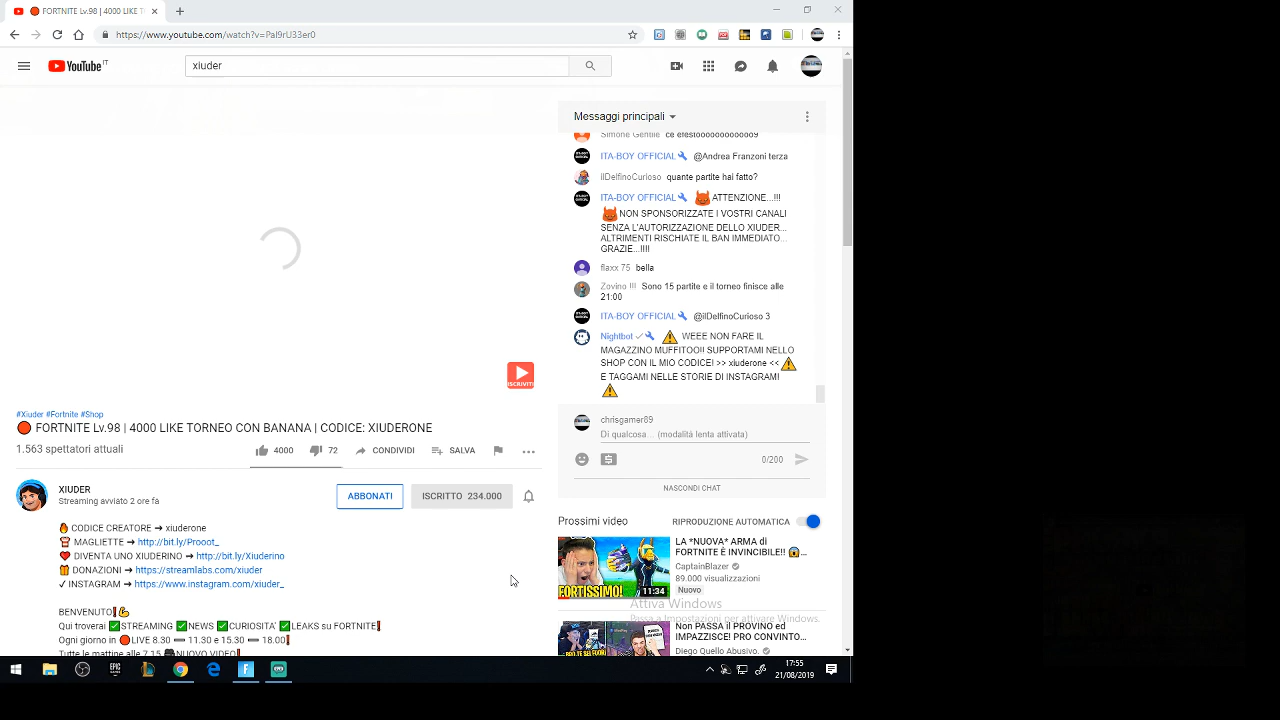 FORTNITE Lv.98 | 4000 LIKE T
https://www.youtube.com/watch?v=PaI9rU33er0
YouTube IT
xiuder
Messaggi principali
Simone Gentile ce efestoooooooooooo9
ITA-BOY OFFICIAL @Andrea Franzoni terza
ilDelfinoCurioso quante partite hai fatto?
ITA-BOY OFFICIAL ATTENZIONE...!!!
NON SPONSORIZZATE I VOSTRI CANALI
SENZA L'AUTORIZZAZIONE DELLO XIUDER...
ALTRIMENTI RISCHIATE IL BAN IMMEDIATO...
GRAZIE...!!!!
flaxx 75 bella
Zovino !!! Sono 15 partite e il torneo finisce alle
21:00
ITA-BOY OFFICIAL @ilDelfinoCurioso 3
Nightbot WEEE NON FARE IL
MAGAZZINO MUFFITOO!! SUPPORTAMI NELLO
SHOP CON IL MIO CODICE! >> xiuderone <<
E TAGGAMI NELLE STORIE DI INSTAGRAM!
chrisgamer89
Di qualcosa... (modalità lenta attivata)
0/200
NASCONDI CHAT
ISCRIVITI
#Xiuder #Fortnite #Shop
FORTNITE Lv.98 | 4000 LIKE TORNEO CON BANANA | CODICE: XIUDERONE
1.563 spettatori attuali
4000 72 CONDIVIDI SALVA
XIUDER
Streaming avviato 2 ore fa
ABBONATI ISCRITTO 234.000
CODICE CREATORE ➔ xiuderone
MAGLIETTE ➔ http://bit.ly/Prooot_
DIVENTA UNO XIUDERINO ➔ http://bit.ly/Xiuderino
DONAZIONI ➔ https://streamlabs.com/xiuder
✓ INSTAGRAM ➔ https://www.instagram.com/xiuder_
BENVENUTO❗💪
Qui troverai ✅STREAMING ✅NEWS ✅CURIOSITA' ✅LEAKS su FORTNITE❗
Ogni giorno in 🔴LIVE 8.30 ➖ 11.30 e 15.30 ➖ 18.00❗
Tutte le mattine alle 7.15 NUOVO VIDEO❗
Prossimi video RIPRODUZIONE AUTOMATICA
FORTISSIMO!
11:34
LA *NUOVA* ARMA di
FORTNITE È INVINCIBILE!! 😱...
CaptainBlazer
89.000 visualizzazioni
Nuovo
Non PASSA il PROVINO ed
IMPAZZISCE! PRO CONVINTO...
Diego Quello Abusivo.
Attiva Windows
Passa a Impostazioni per attivare Windows.
EPIC
17:55
21/08/2019